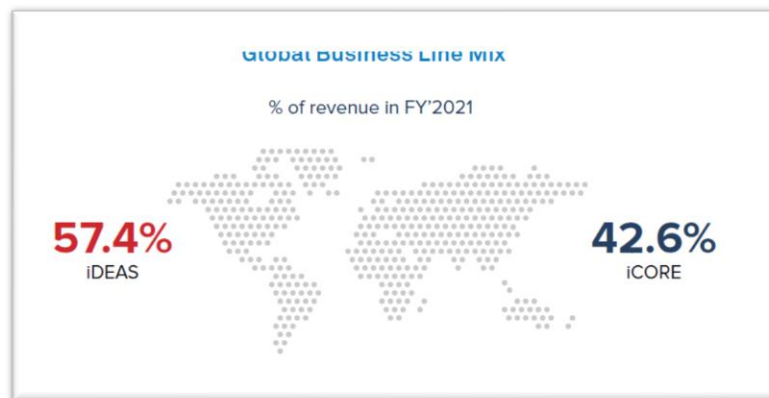 Global Business Line Mix
% of revenue in FY'2021
57.4%
iDEAS
42.6%
iCORE